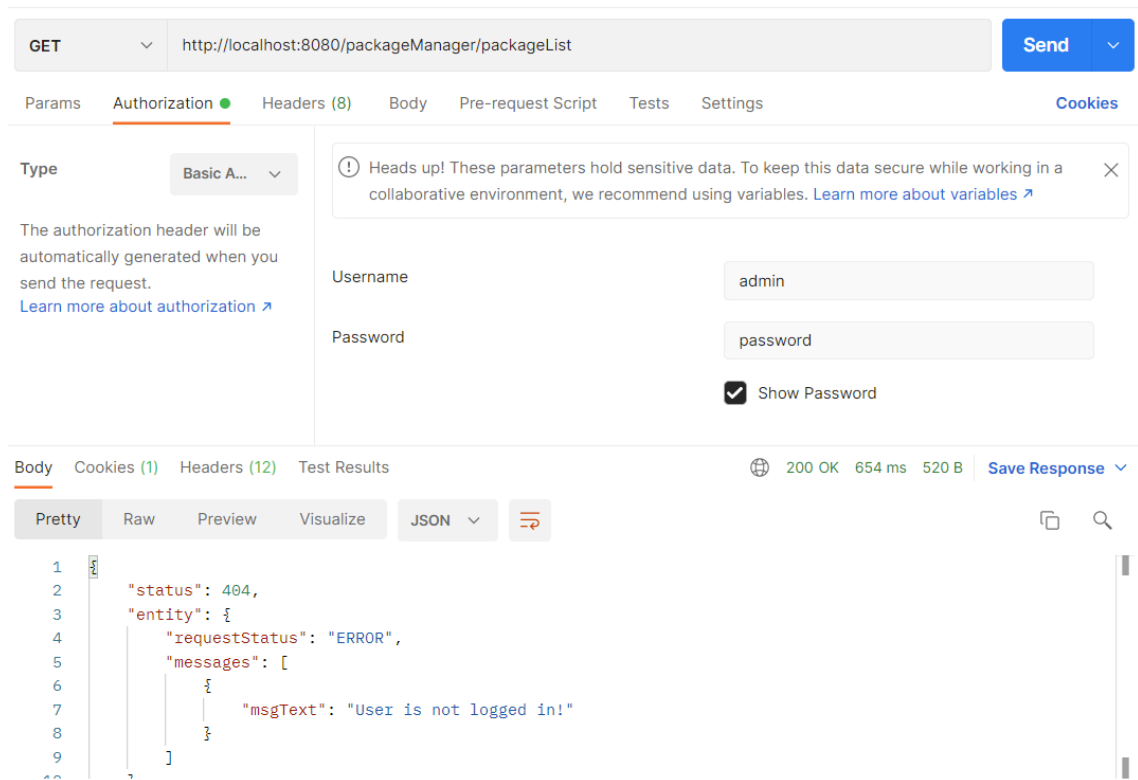 GET
http://localhost:8080/packageManager/packageList
Send
Params Authorization Headers (8) Body Pre-request Script Tests Settings Cookies
Type
Basic A...
The authorization header will be
automatically generated when you
send the request.
Learn more about authorization ↗
Heads up! These parameters hold sensitive data. To keep this data secure while working in a
collaborative environment, we recommend using variables. Learn more about variables ↗
Username
admin
Password
password
Show Password
Body Cookies (1) Headers (12) Test Results 200 OK 654 ms 520 B Save Response
Pretty Raw Preview Visualize JSON
1 {
2 "status": 404,
3 "entity": {
4 "requestStatus": "ERROR",
5 "messages": [
6 {
7 "msgText": "User is not logged in!"
8 }
9 ]